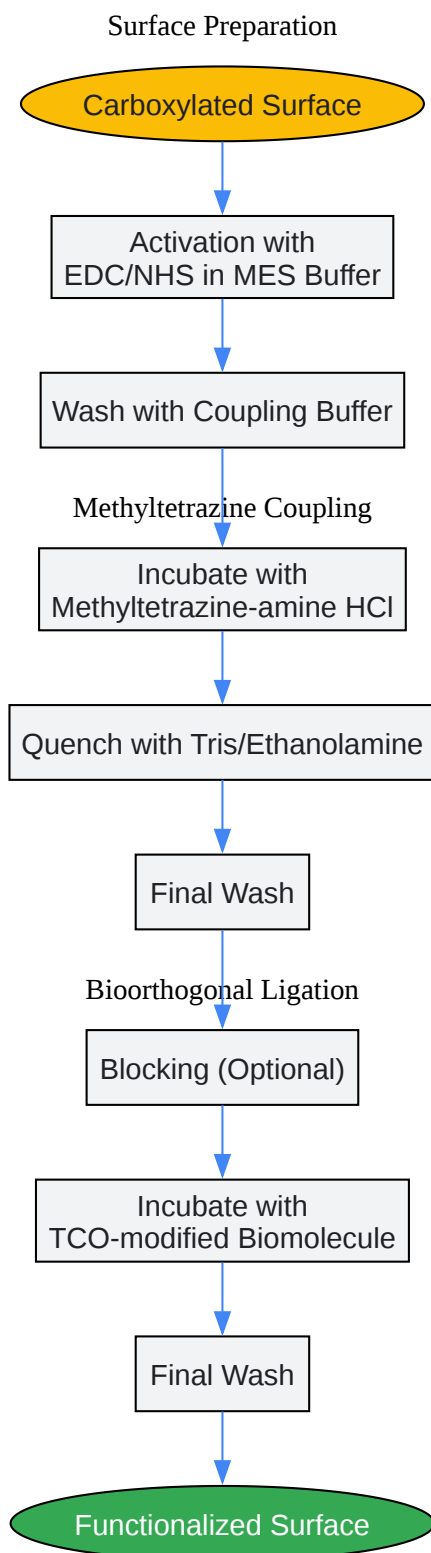 Surface Preparation
Carboxylated Surface
Activation with
EDC/NHS in MES Buffer
Wash with Coupling Buffer
Methyltetrazine Coupling
Incubate with
Methyltetrazine-amine HCl
Quench with Tris/Ethanolamine
Final Wash
Bioorthogonal Ligation
Blocking (Optional)
Incubate with
TCO-modified Biomolecule
Final Wash
Functionalized Surface